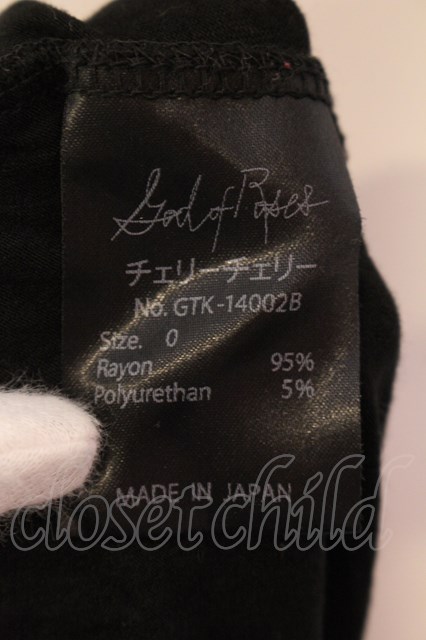 God of Roses
チェリーチェリー
No. GTK-14002B
Size. 0
Rayon 95%
Polyurethan 5%
MADE IN JAPAN
closet child